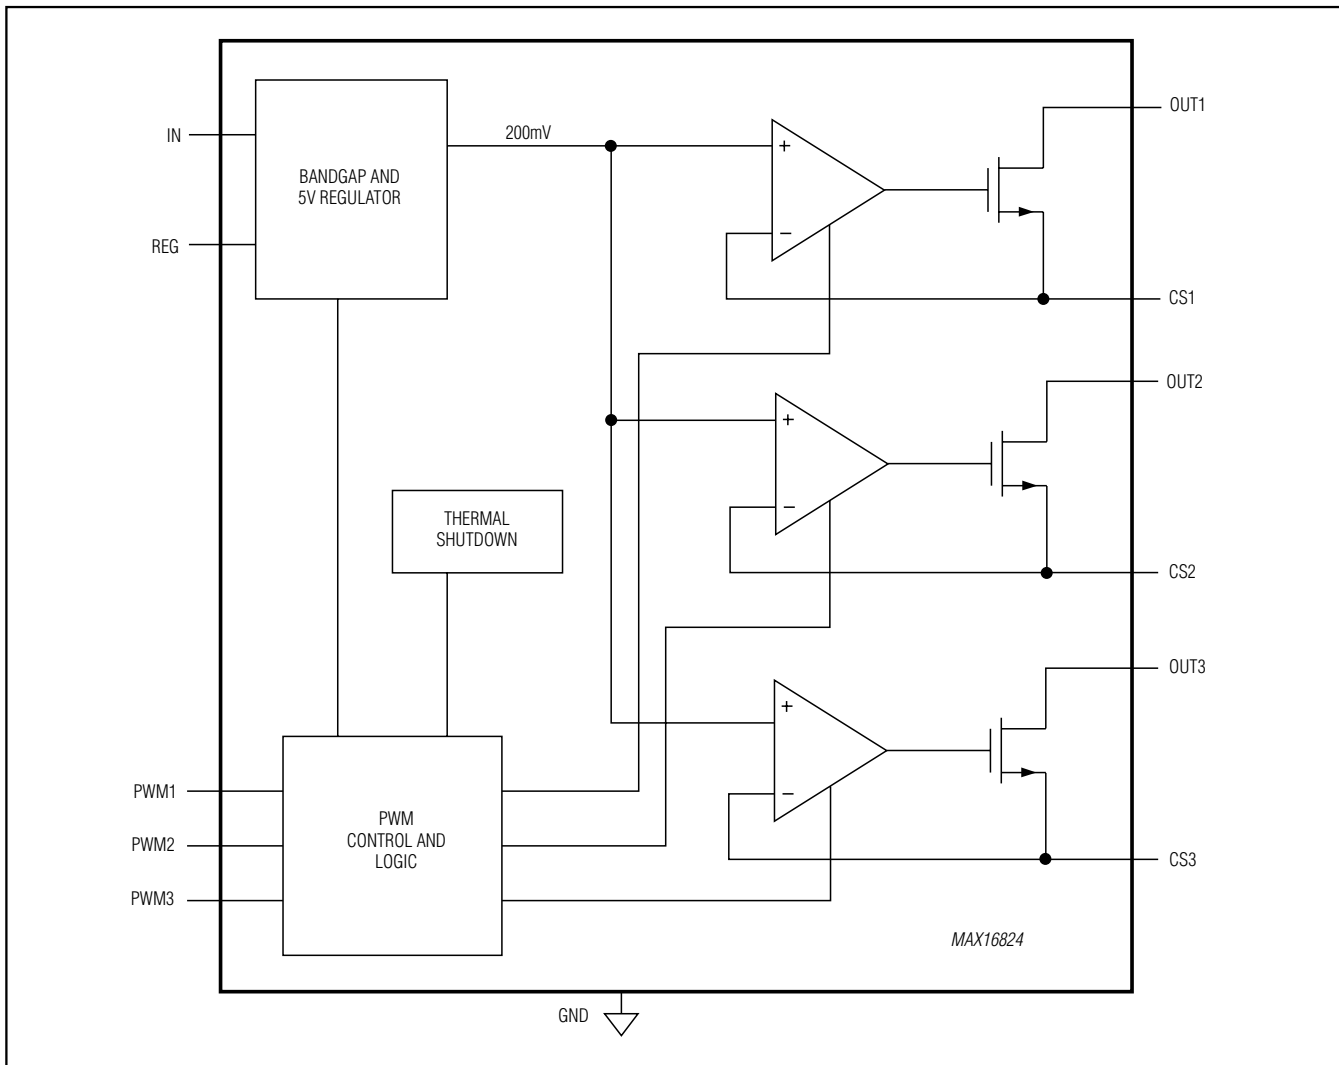 OUT1
IN
200mV
+
BANDGAP AND
5V REGULATOR
REG
−
CS1
OUT2
+
THERMAL
SHUTDOWN
−
CS2
OUT3
+
PWM1
−
PWM
CONTROL AND
LOGIC
PWM2
CS3
PWM3
MAX16824
GND